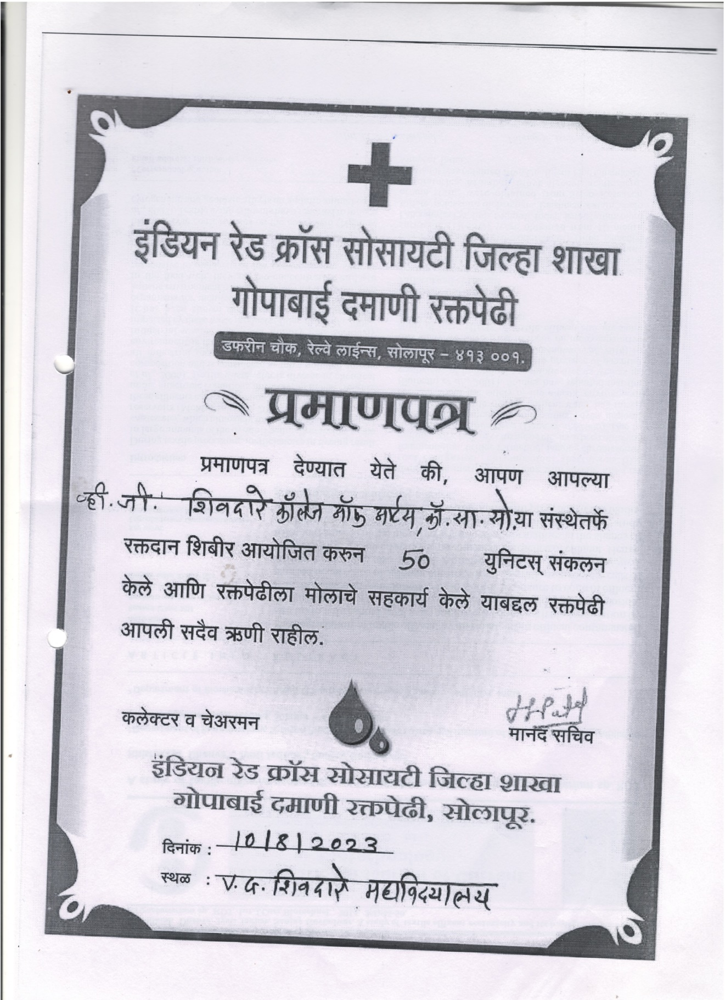 इंडियन रेड क्रॉस सोसायटी जिल्हा शाखा
गोपाबाई दमाणी रक्तपेढी
डफरीन चौक, रेल्वे लाईन्स, सोलापूर – ४१३ ००१.
प्रमाणपत्र
प्रमाणपत्र देण्यात येते की, आपण आपल्या
व्ही. जी. शिवदारे कॉलेज ऑफ आर्टस, कॉ. सा. सो. या संस्थेतर्फे
रक्तदान शिबीर आयोजित करून 50 युनिटस् संकलन
केले आणि रक्तपेढीला मोलाचे सहकार्य केले याबद्दल रक्तपेढी
आपली सदैव ऋणी राहील.
कलेक्टर व चेअरमन
मानद सचिव
इंडियन रेड क्रॉस सोसायटी जिल्हा शाखा
गोपाबाई दमाणी रक्तपेढी, सोलापूर.
दिनांक : 10/8/2023
स्थळ : V. G. शिवदारे महाविदयालय